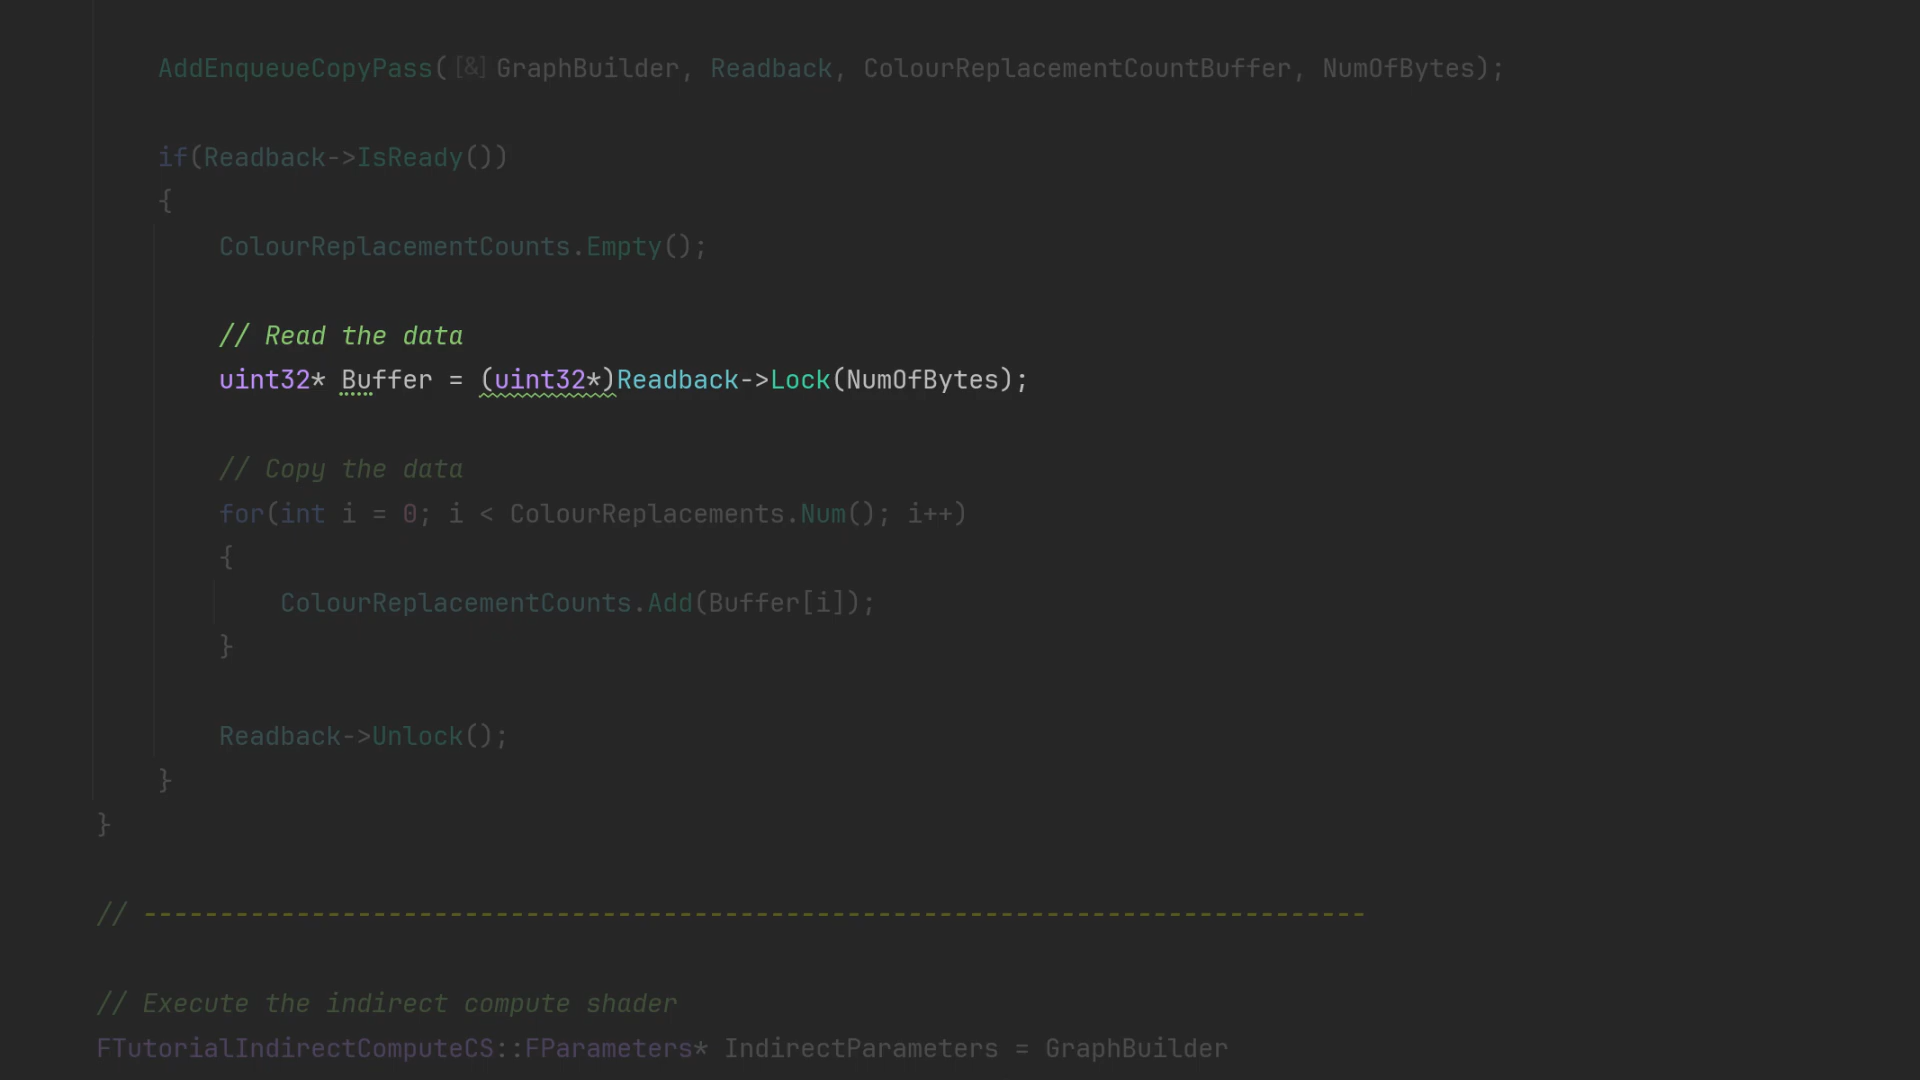 AddEnqueueCopyPass([&]GraphBuilder, Readback, ColourReplacementCountBuffer, NumOfBytes);
if(Readback->IsReady())
{
ColourReplacementCounts.Empty();
// Read the data
uint32* Buffer = (uint32*)Readback->Lock(NumOfBytes);
// Copy the data
for(int i = 0; i < ColourReplacements.Num(); i++)
{
ColourReplacementCounts.Add(Buffer[i]);
}
Readback->Unlock();
}
}
// --------------------------------------------------------------------------------
// Execute the indirect compute shader
FTutorialIndirectComputeCS::FParameters* IndirectParameters = GraphBuilder